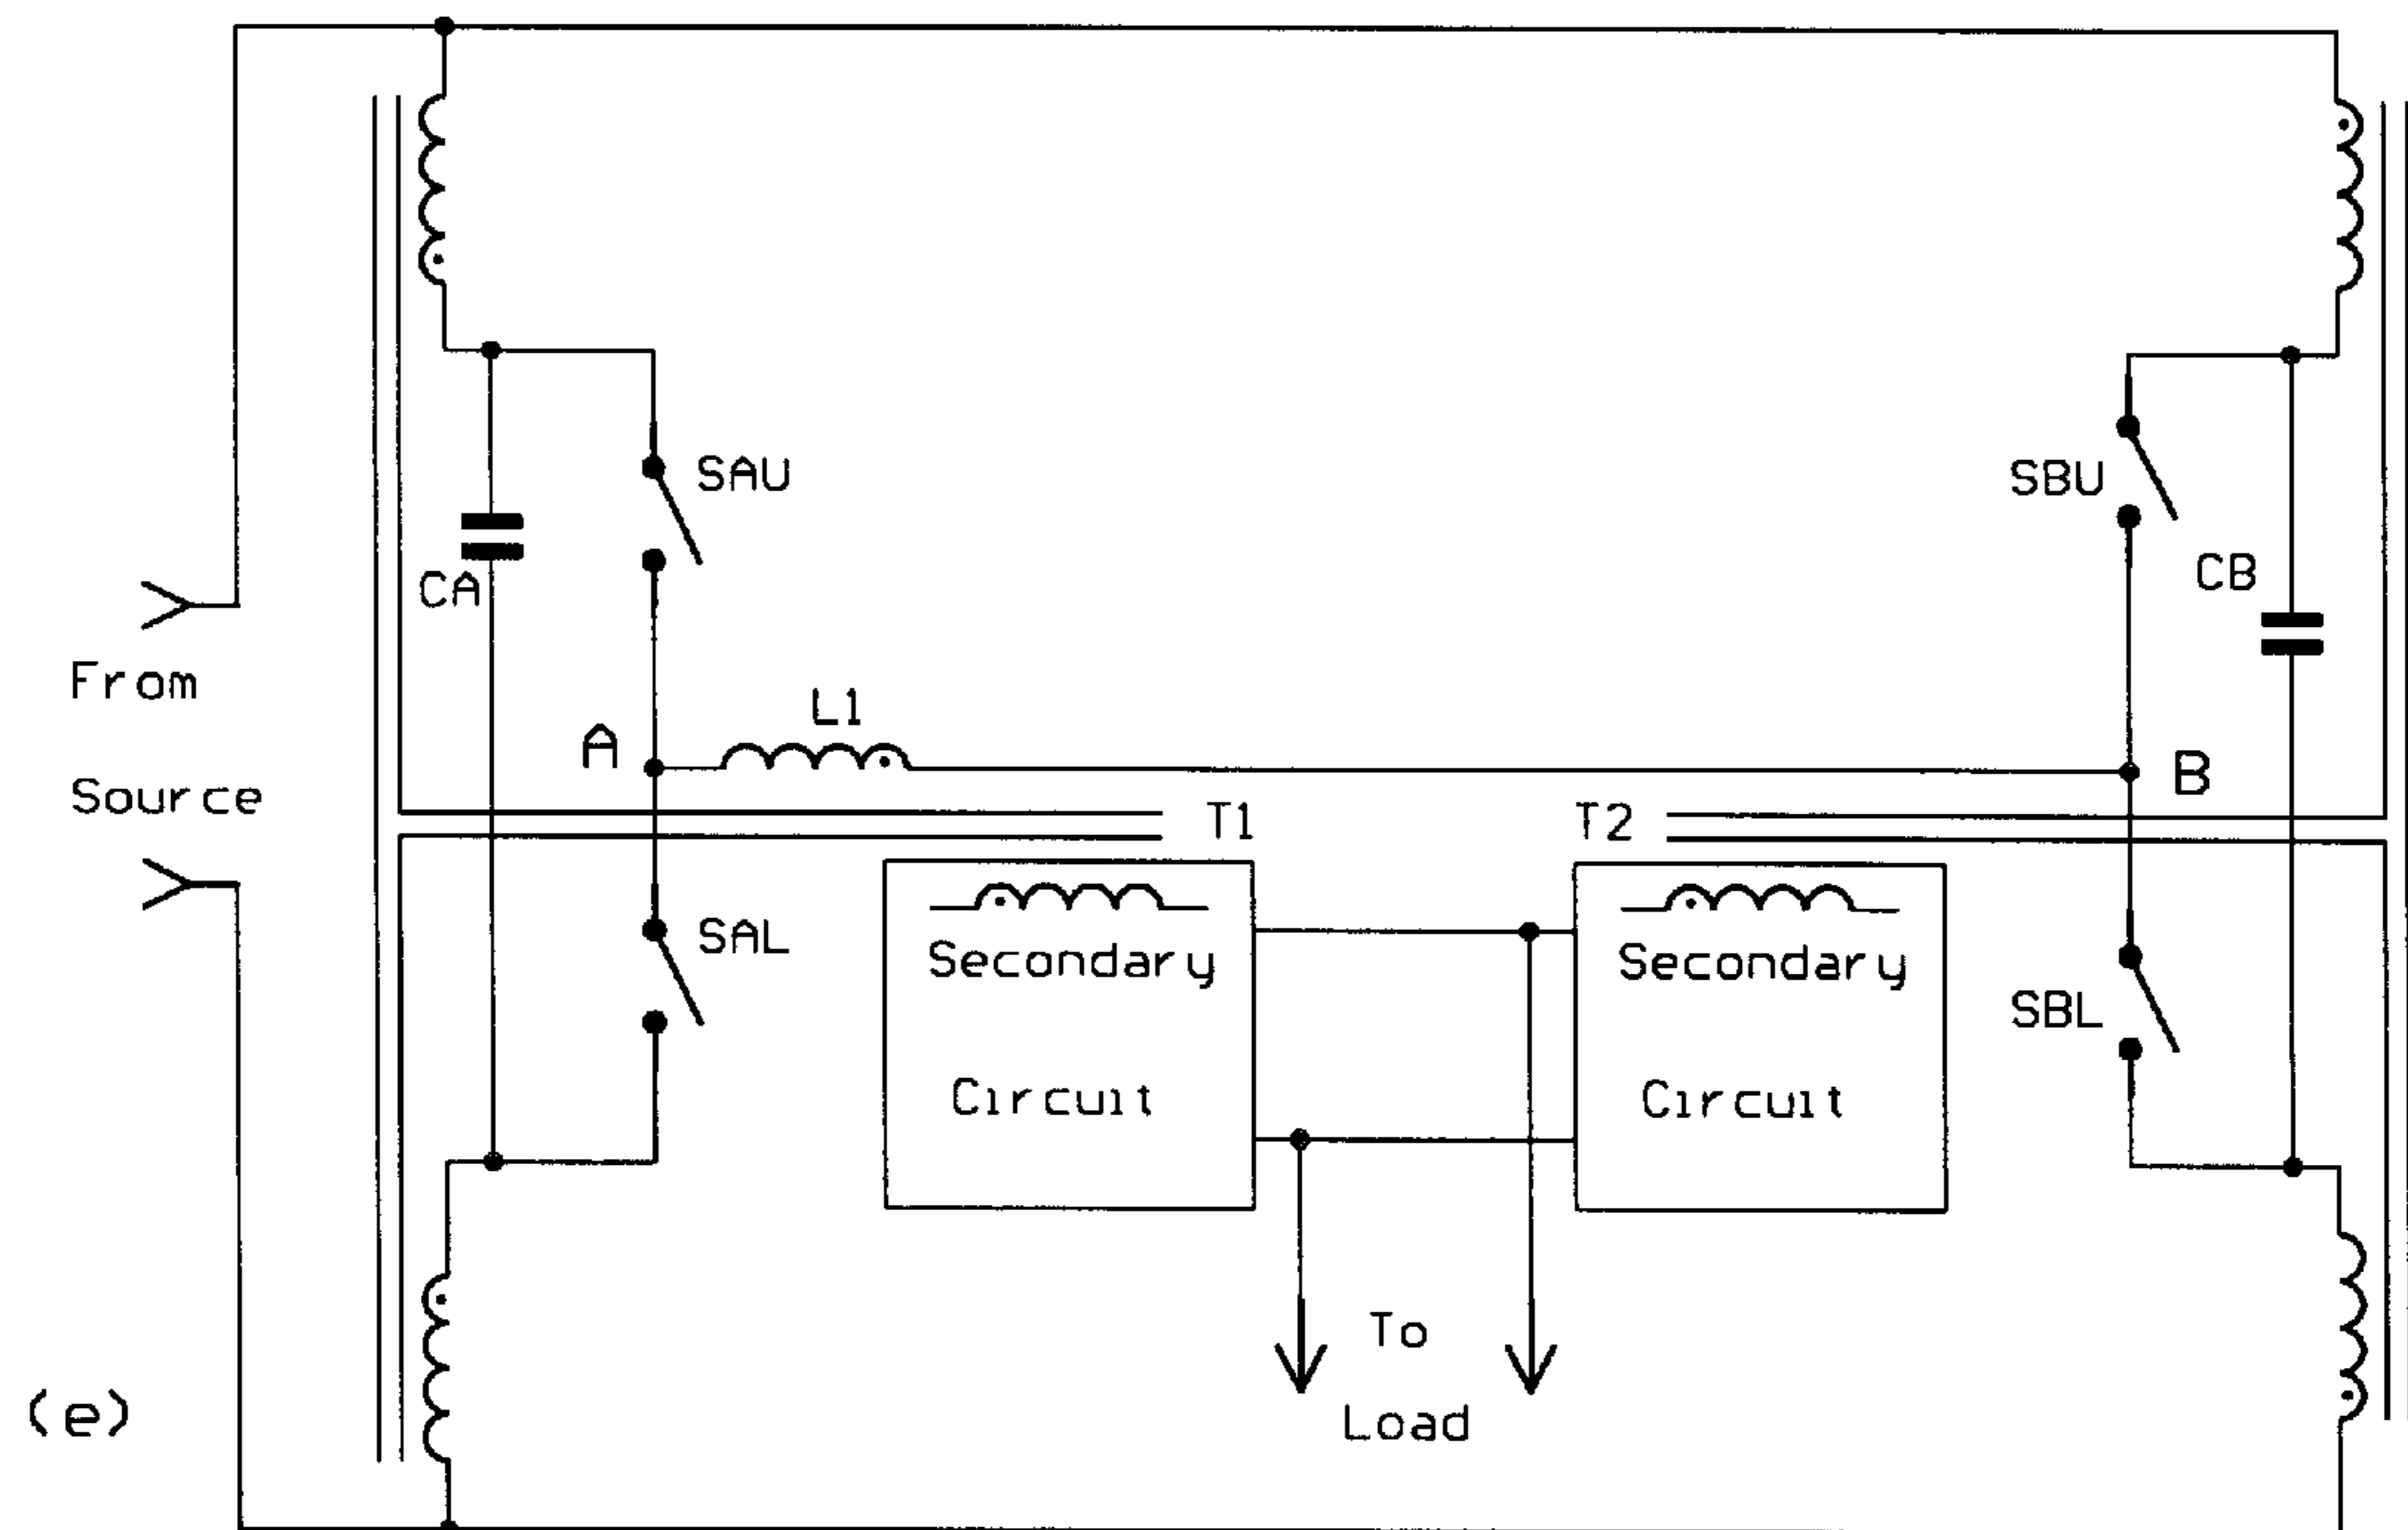 SAU
SBU
CA
CB
From
L1
A
B
Source
T1
T2
SAL
Secondary
Circuit
Secondary
Circuit
SBL
To
Load
(e)